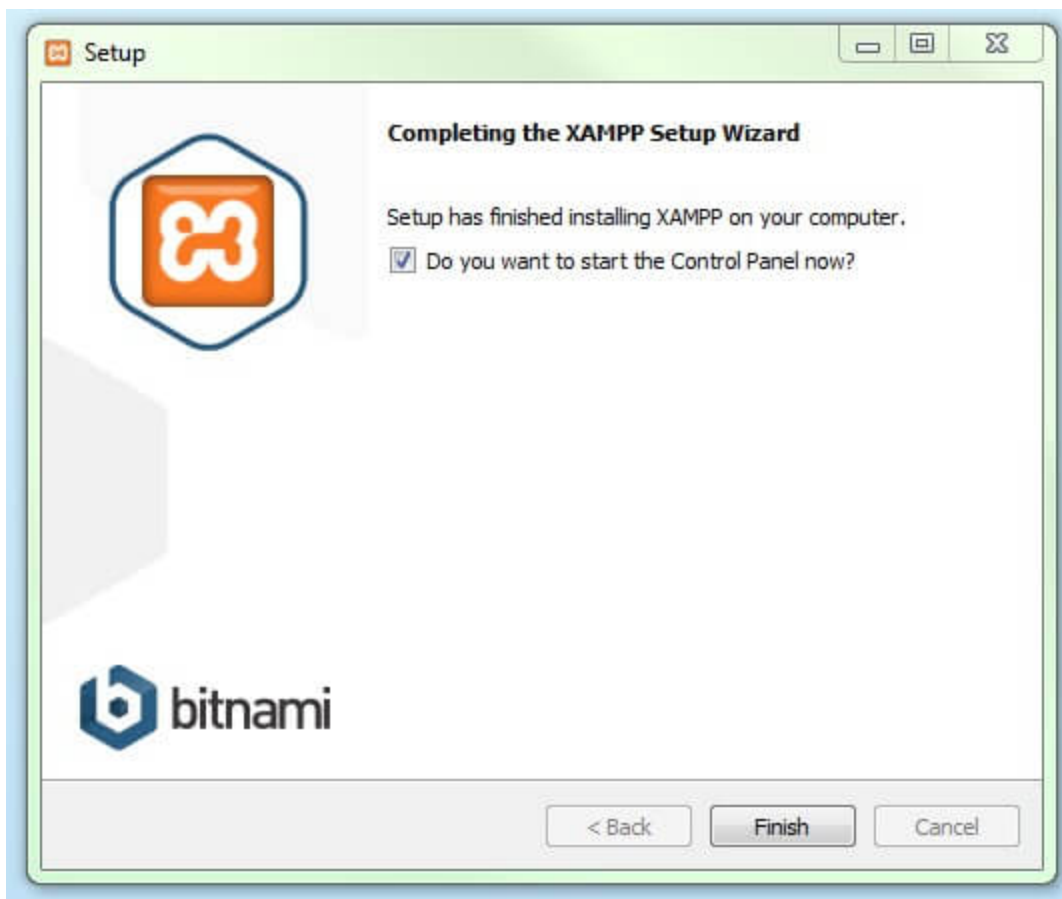 Setup
Completing the XAMPP Setup Wizard
Setup has finished installing XAMPP on your computer.
Do you want to start the Control Panel now?
bitnami
< Back
Finish
Cancel